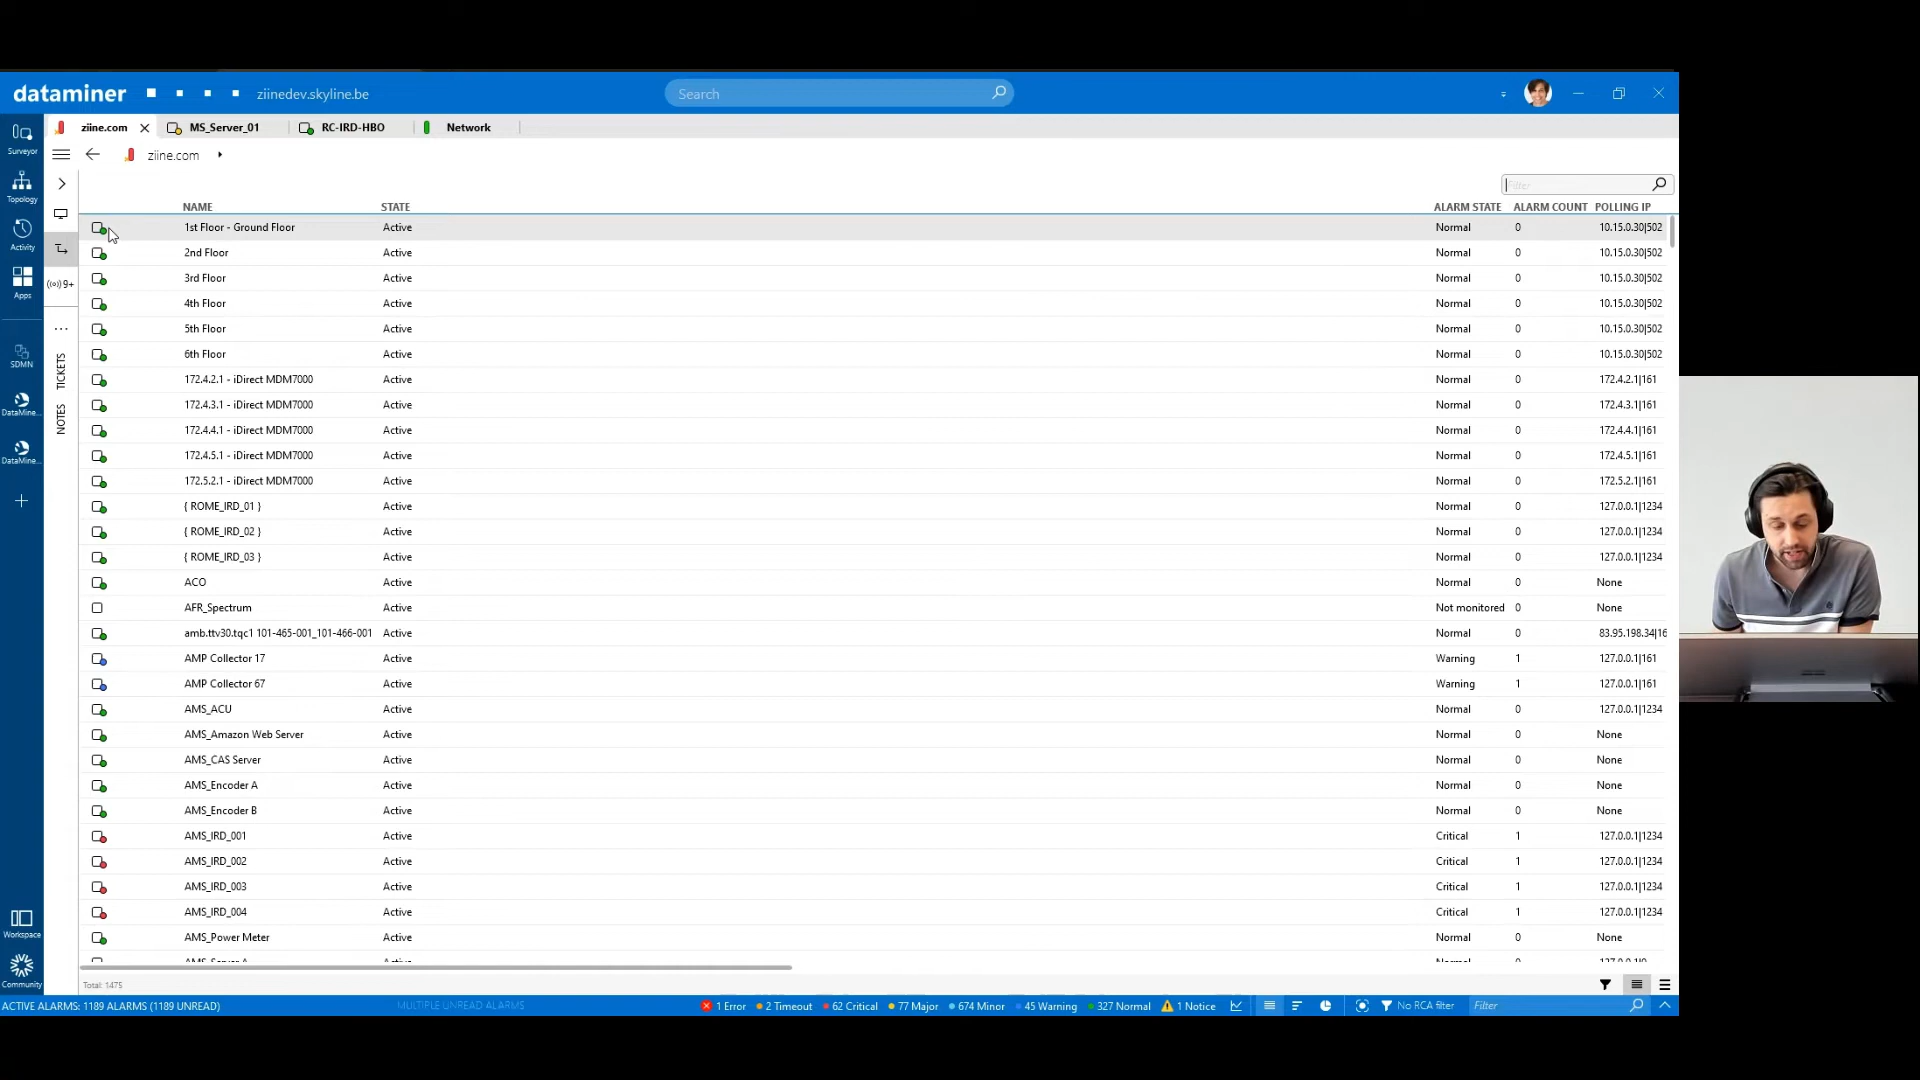 dataminer
ziinedev.skyline.be
Search
ziine.com
MS_Server_01
RC-IRD-HBO
Network
Surveyor
Topology
Activity
Apps
SDMN
DataMine...
DataMine...
Workspace
Community
ziine.com
9+
TICKETS
NOTES
Filter
NAME STATE ALARM STATE ALARM COUNT POLLING IP
1st Floor - Ground Floor Active Normal 0 10.15.0.30|502
2nd Floor Active Normal 0 10.15.0.30|502
3rd Floor Active Normal 0 10.15.0.30|502
4th Floor Active Normal 0 10.15.0.30|502
5th Floor Active Normal 0 10.15.0.30|502
6th Floor Active Normal 0 10.15.0.30|502
172.4.2.1 - iDirect MDM7000 Active Normal 0 172.4.2.1|161
172.4.3.1 - iDirect MDM7000 Active Normal 0 172.4.3.1|161
172.4.4.1 - iDirect MDM7000 Active Normal 0 172.4.4.1|161
172.4.5.1 - iDirect MDM7000 Active Normal 0 172.4.5.1|161
172.5.2.1 - iDirect MDM7000 Active Normal 0 172.5.2.1|161
{ ROME_IRD_01 } Active Normal 0 127.0.0.1|1234
{ ROME_IRD_02 } Active Normal 0 127.0.0.1|1234
{ ROME_IRD_03 } Active Normal 0 127.0.0.1|1234
ACO Active Normal 0 None
AFR_Spectrum Active Not monitored 0 None
amb.ttv30.tqc1 101-465-001_101-466-001 Active Normal 0 83.95.198.34|16
AMP Collector 17 Active Warning 1 127.0.0.1|161
AMP Collector 67 Active Warning 1 127.0.0.1|161
AMS_ACU Active Normal 0 127.0.0.1|1234
AMS_Amazon Web Server Active Normal 0 None
AMS_CAS Server Active Normal 0 None
AMS_Encoder A Active Normal 0 None
AMS_Encoder B Active Normal 0 None
AMS_IRD_001 Active Critical 1 127.0.0.1|1234
AMS_IRD_002 Active Critical 1 127.0.0.1|1234
AMS_IRD_003 Active Critical 1 127.0.0.1|1234
AMS_IRD_004 Active Critical 1 127.0.0.1|1234
AMS_Power Meter Active Normal 0 None
Total: 1475
ACTIVE ALARMS: 1189 ALARMS (1189 UNREAD) MULTIPLE UNREAD ALARMS 1 Error 2 Timeout 62 Critical 77 Major 674 Minor 45 Warning 327 Normal 1 Notice No RCA filter Filter